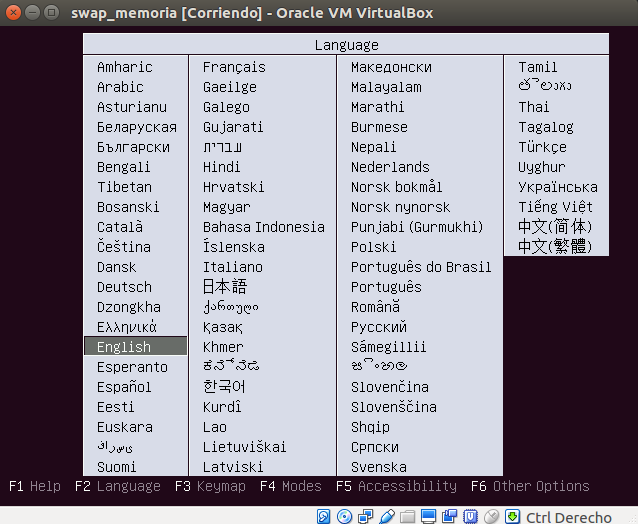 swap_memoria [Corriendo] - Oracle VM VirtualBox
Language
Amharic
Arabic
Asturianu
Беларуская
Български
Bengali
Tibetan
Bosanski
Català
Čeština
Dansk
Deutsch
Dzongkha
Ελληνικά
English
Esperanto
Español
Eesti
Euskara
فارسی
Suomi
Français
Gaeilge
Galego
Gujarati
עברית
Hindi
Hrvatski
Magyar
Bahasa Indonesia
Íslenska
Italiano
日本語
ქართული
Қазақ
Khmer
ಕನ್ನಡ
한국어
Kurdî
Lao
Lietuviškai
Latviski
Македонски
Malayalam
Marathi
Burmese
Nepali
Nederlands
Norsk bokmål
Norsk nynorsk
Punjabi (Gurmukhi)
Polski
Português do Brasil
Português
Română
Русский
Sámegillii
සිංහල
Slovenčina
Slovenščina
Shqip
Српски
Svenska
Tamil
తెలుగు
Thai
Tagalog
Türkçe
Uyghur
Українська
Tiếng Việt
中文(简体)
中文(繁體)
F1 Help F2 Language F3 Keymap F4 Modes F5 Accessibility F6 Other Options
Ctrl Derecho